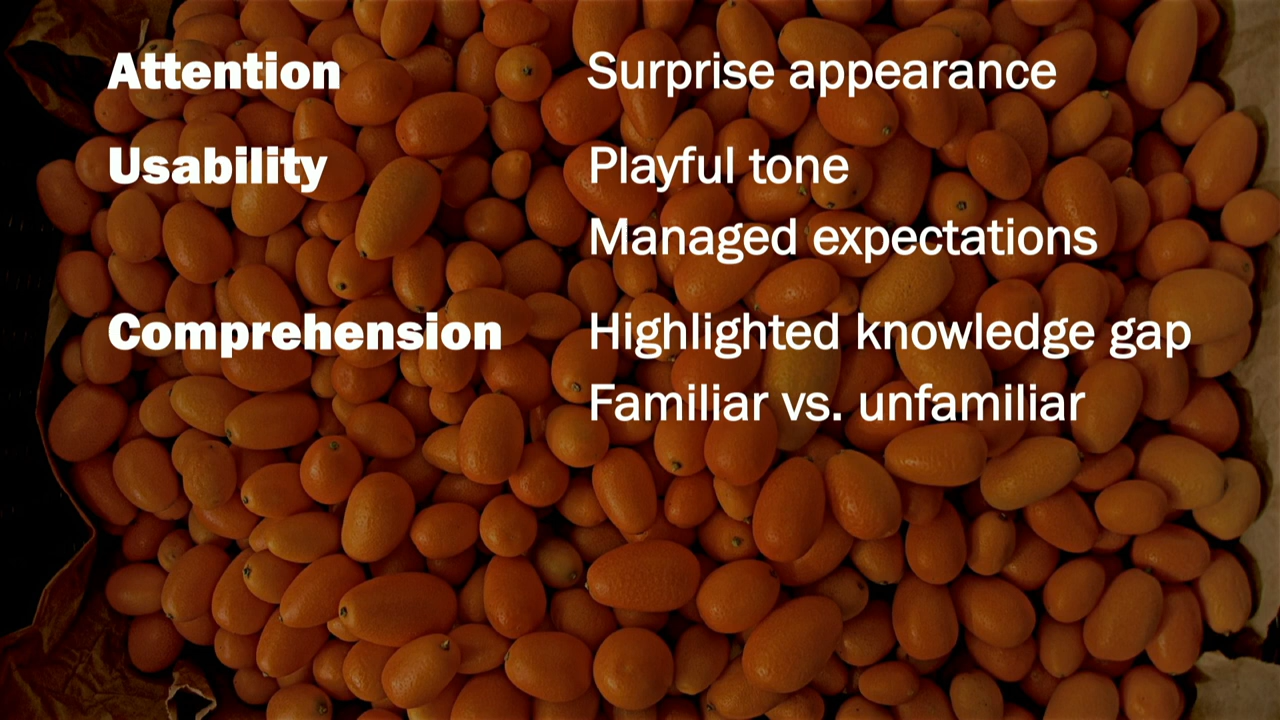 Attention Surprise appearance
Usability Playful tone
Managed expectations
Comprehension Highlighted knowledge gap
Familiar vs. unfamiliar